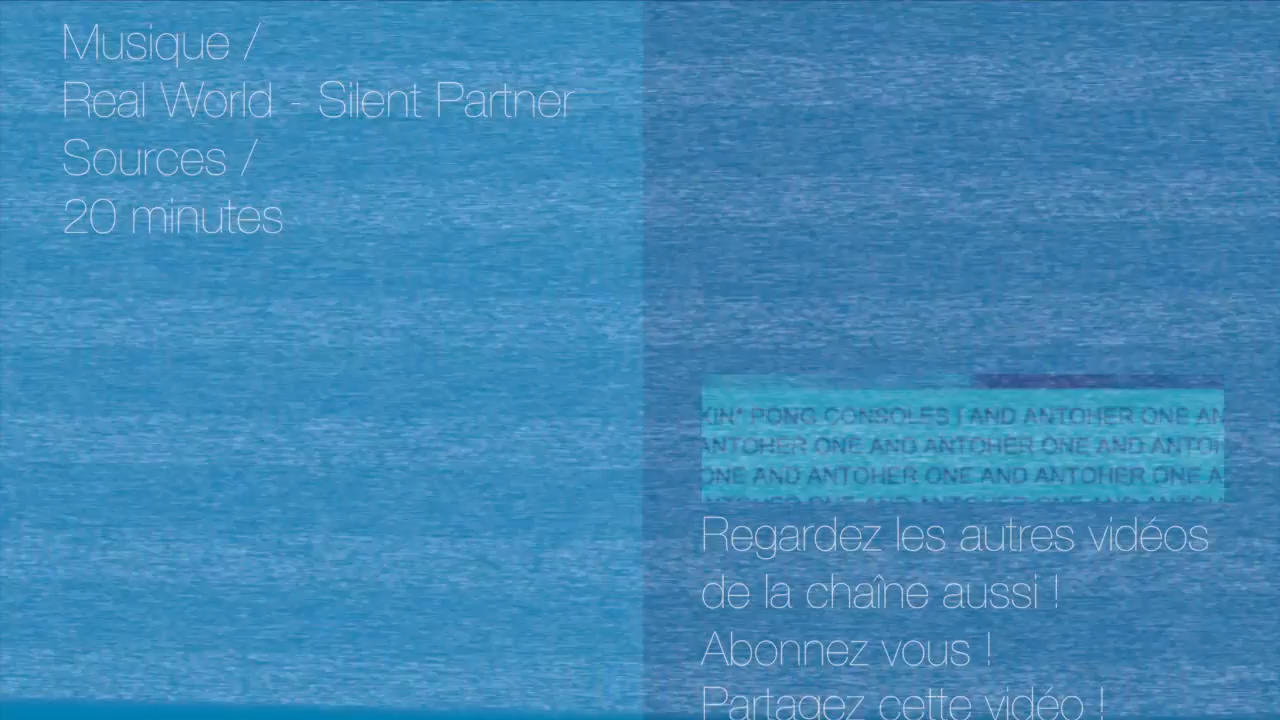 Musique /
Real World - Silent Partner
Sources /
20 minutes
PONG CONSOLES AND ANTOHER ONE
ANTOHER ONE AND ANTOHER ONE AND
ONE AND ANTOHER ONE AND ANTOHER ONE
Regardez les autres vidéos
de la chaîne aussi !
Abonnez vous !
Partagez cette vidéo !